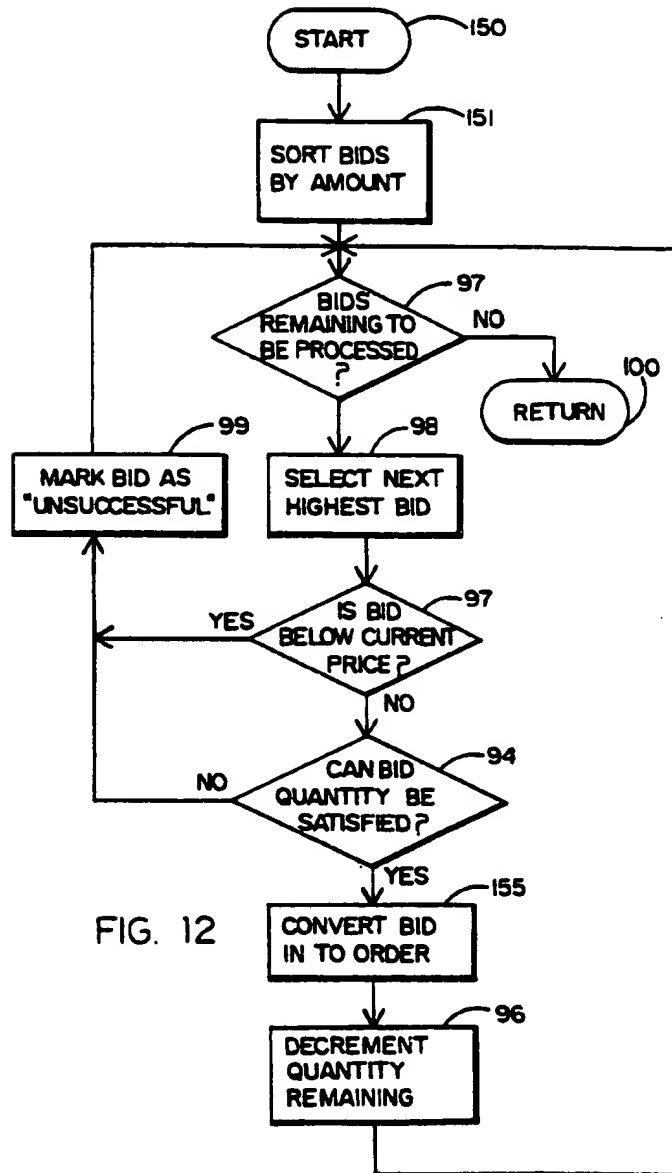 START
150
151
SORT BIDS
BY AMOUNT
97
BIDS
REMAINING TO
BE PROCESSED
?
NO
100
RETURN
99
MARK BID AS
"UNSUCCESSFUL"
98
SELECT NEXT
HIGHEST BID
97
YES
IS BID
BELOW CURRENT
PRICE?
NO
94
NO
CAN BID
QUANTITY BE
SATISFIED?
YES
155
FIG. 12
CONVERT BID
IN TO ORDER
96
DECREMENT
QUANTITY
REMAINING